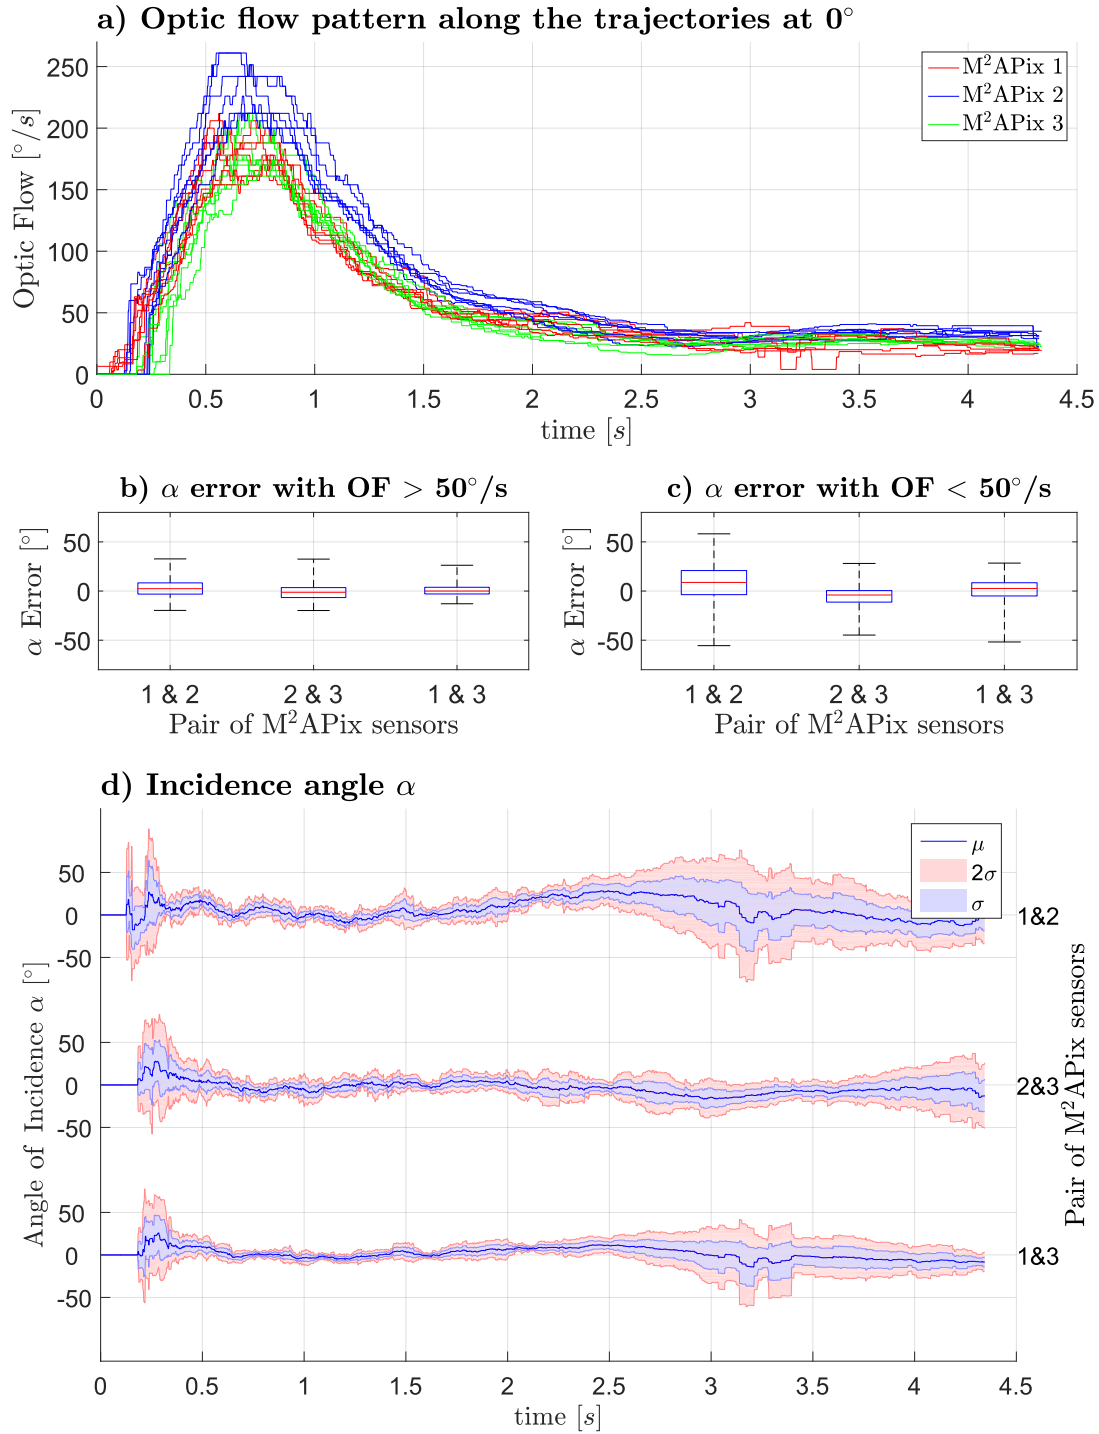 a) Optic flow pattern along the trajectories at 0°
Optic Flow [°/s]
250
200
150
100
50
0
M²APix 1
M²APix 2
M²APix 3
0 0.5 1 1.5 2 2.5 3 3.5 4 4.5
time [s]
b) α error with OF > 50°/s
α Error [°]
50
0
-50
1 & 2 2 & 3 1 & 3
Pair of M²APix sensors
c) α error with OF < 50°/s
α Error [°]
50
0
-50
1 & 2 2 & 3 1 & 3
Pair of M²APix sensors
d) Incidence angle α
Angle of Incidence α [°]
50
0
-50
50
0
-50
50
0
-50
μ
2σ
σ
1&2
2&3
1&3
Pair of M²APix sensors
0 0.5 1 1.5 2 2.5 3 3.5 4 4.5
time [s]